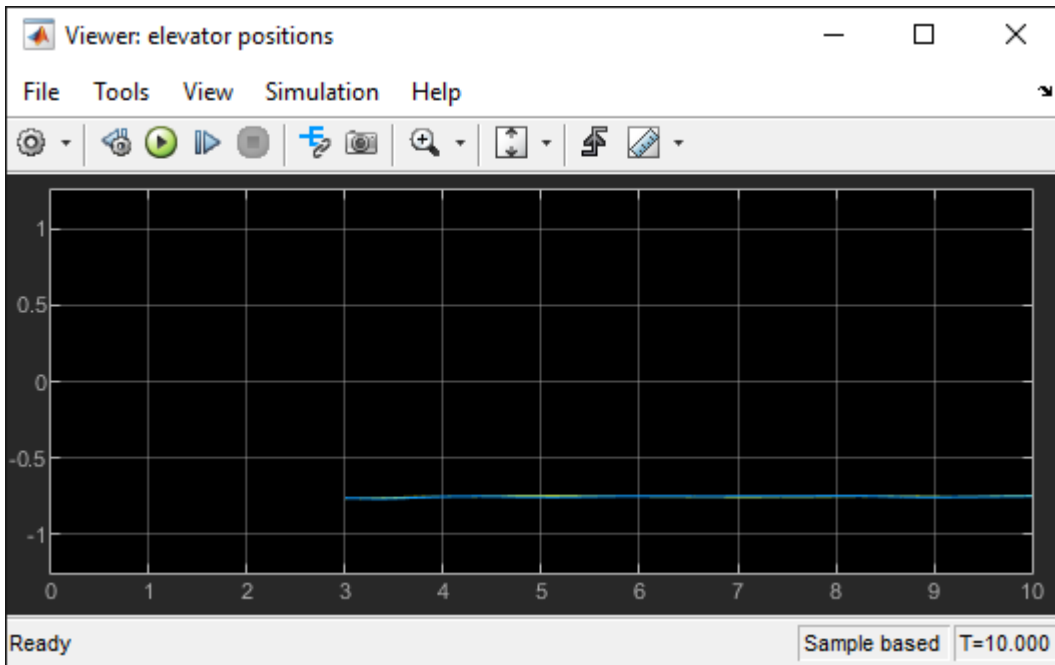 Viewer: elevator positions
File Tools View Simulation Help
1
0.5
0
-0.5
-1
0 1 2 3 4 5 6 7 8 9 10
Ready Sample based T=10.000